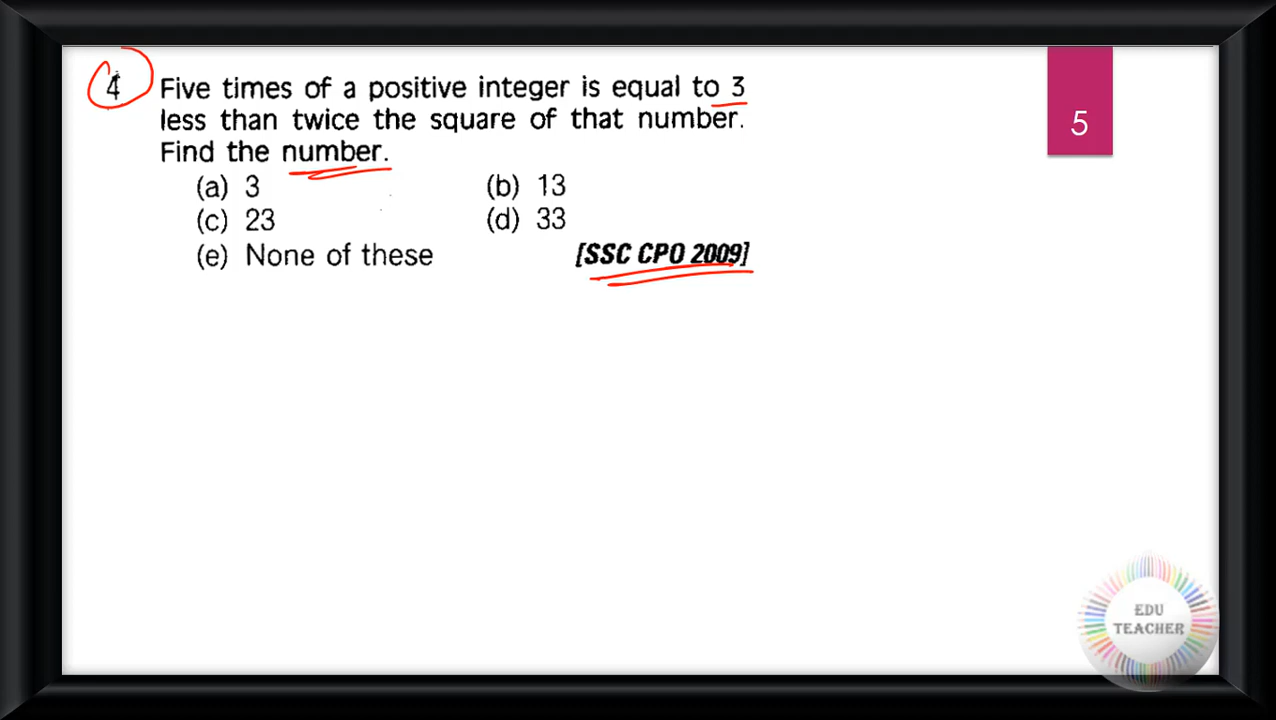 4 Five times of a positive integer is equal to 3
less than twice the square of that number.
Find the number.
(a) 3 (b) 13
(c) 23 (d) 33
(e) None of these [SSC CPO 2009]
5
EDU
TEACHER